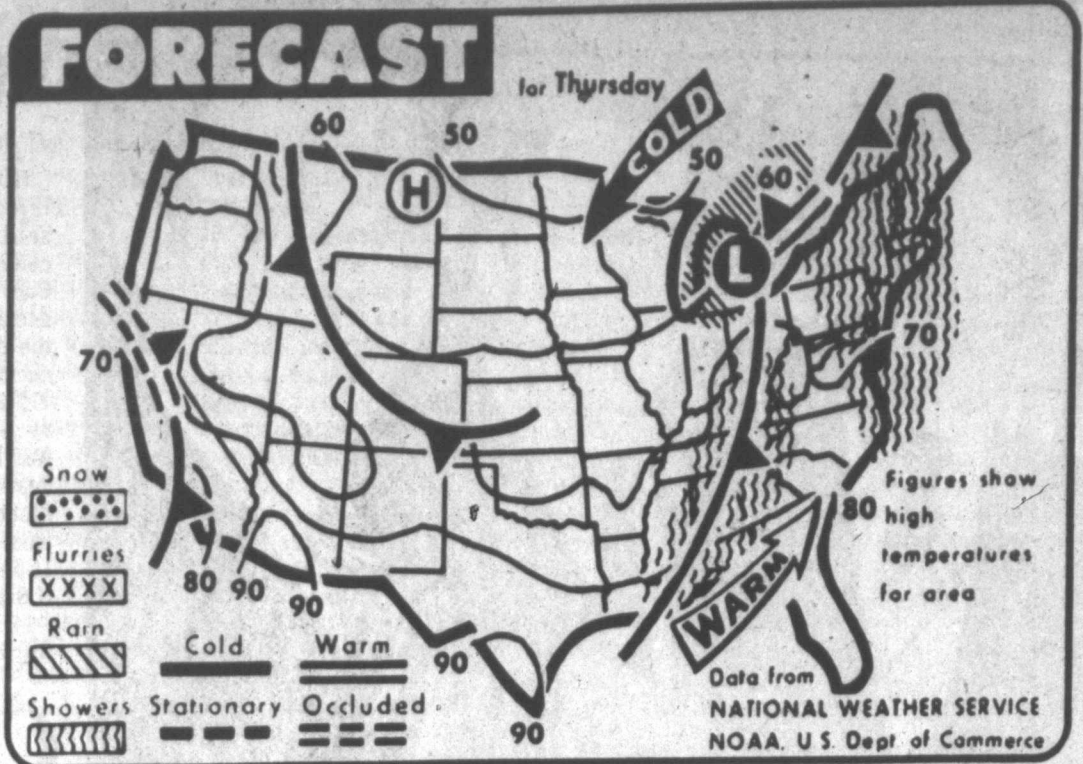 FORECAST
for Thursday
COLD
60
50
50
60
H
L
70
70
Snow
Flurries
XXXX
Rain
Showers
Cold
Warm
Stationary
Occluded
80
90
90
90
90
80
WARM
Figures show
high
temperatures
for area
Data from
NATIONAL WEATHER SERVICE
NOAA, U S. Dept of Commerce